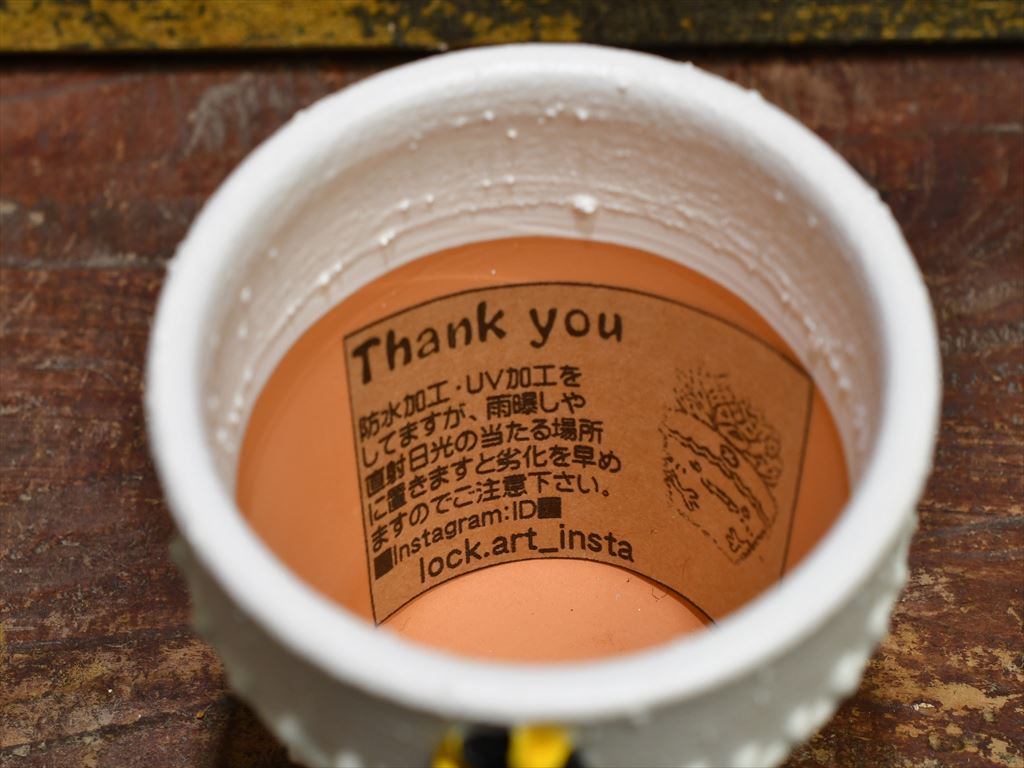 Thank you
防水加工・UV加工を
してますが、雨曝しや
直射日光の当たる場所
に置きますと劣化を早め
ますのでご注意下さい。
■Instagram:ID■
lock.art_insta